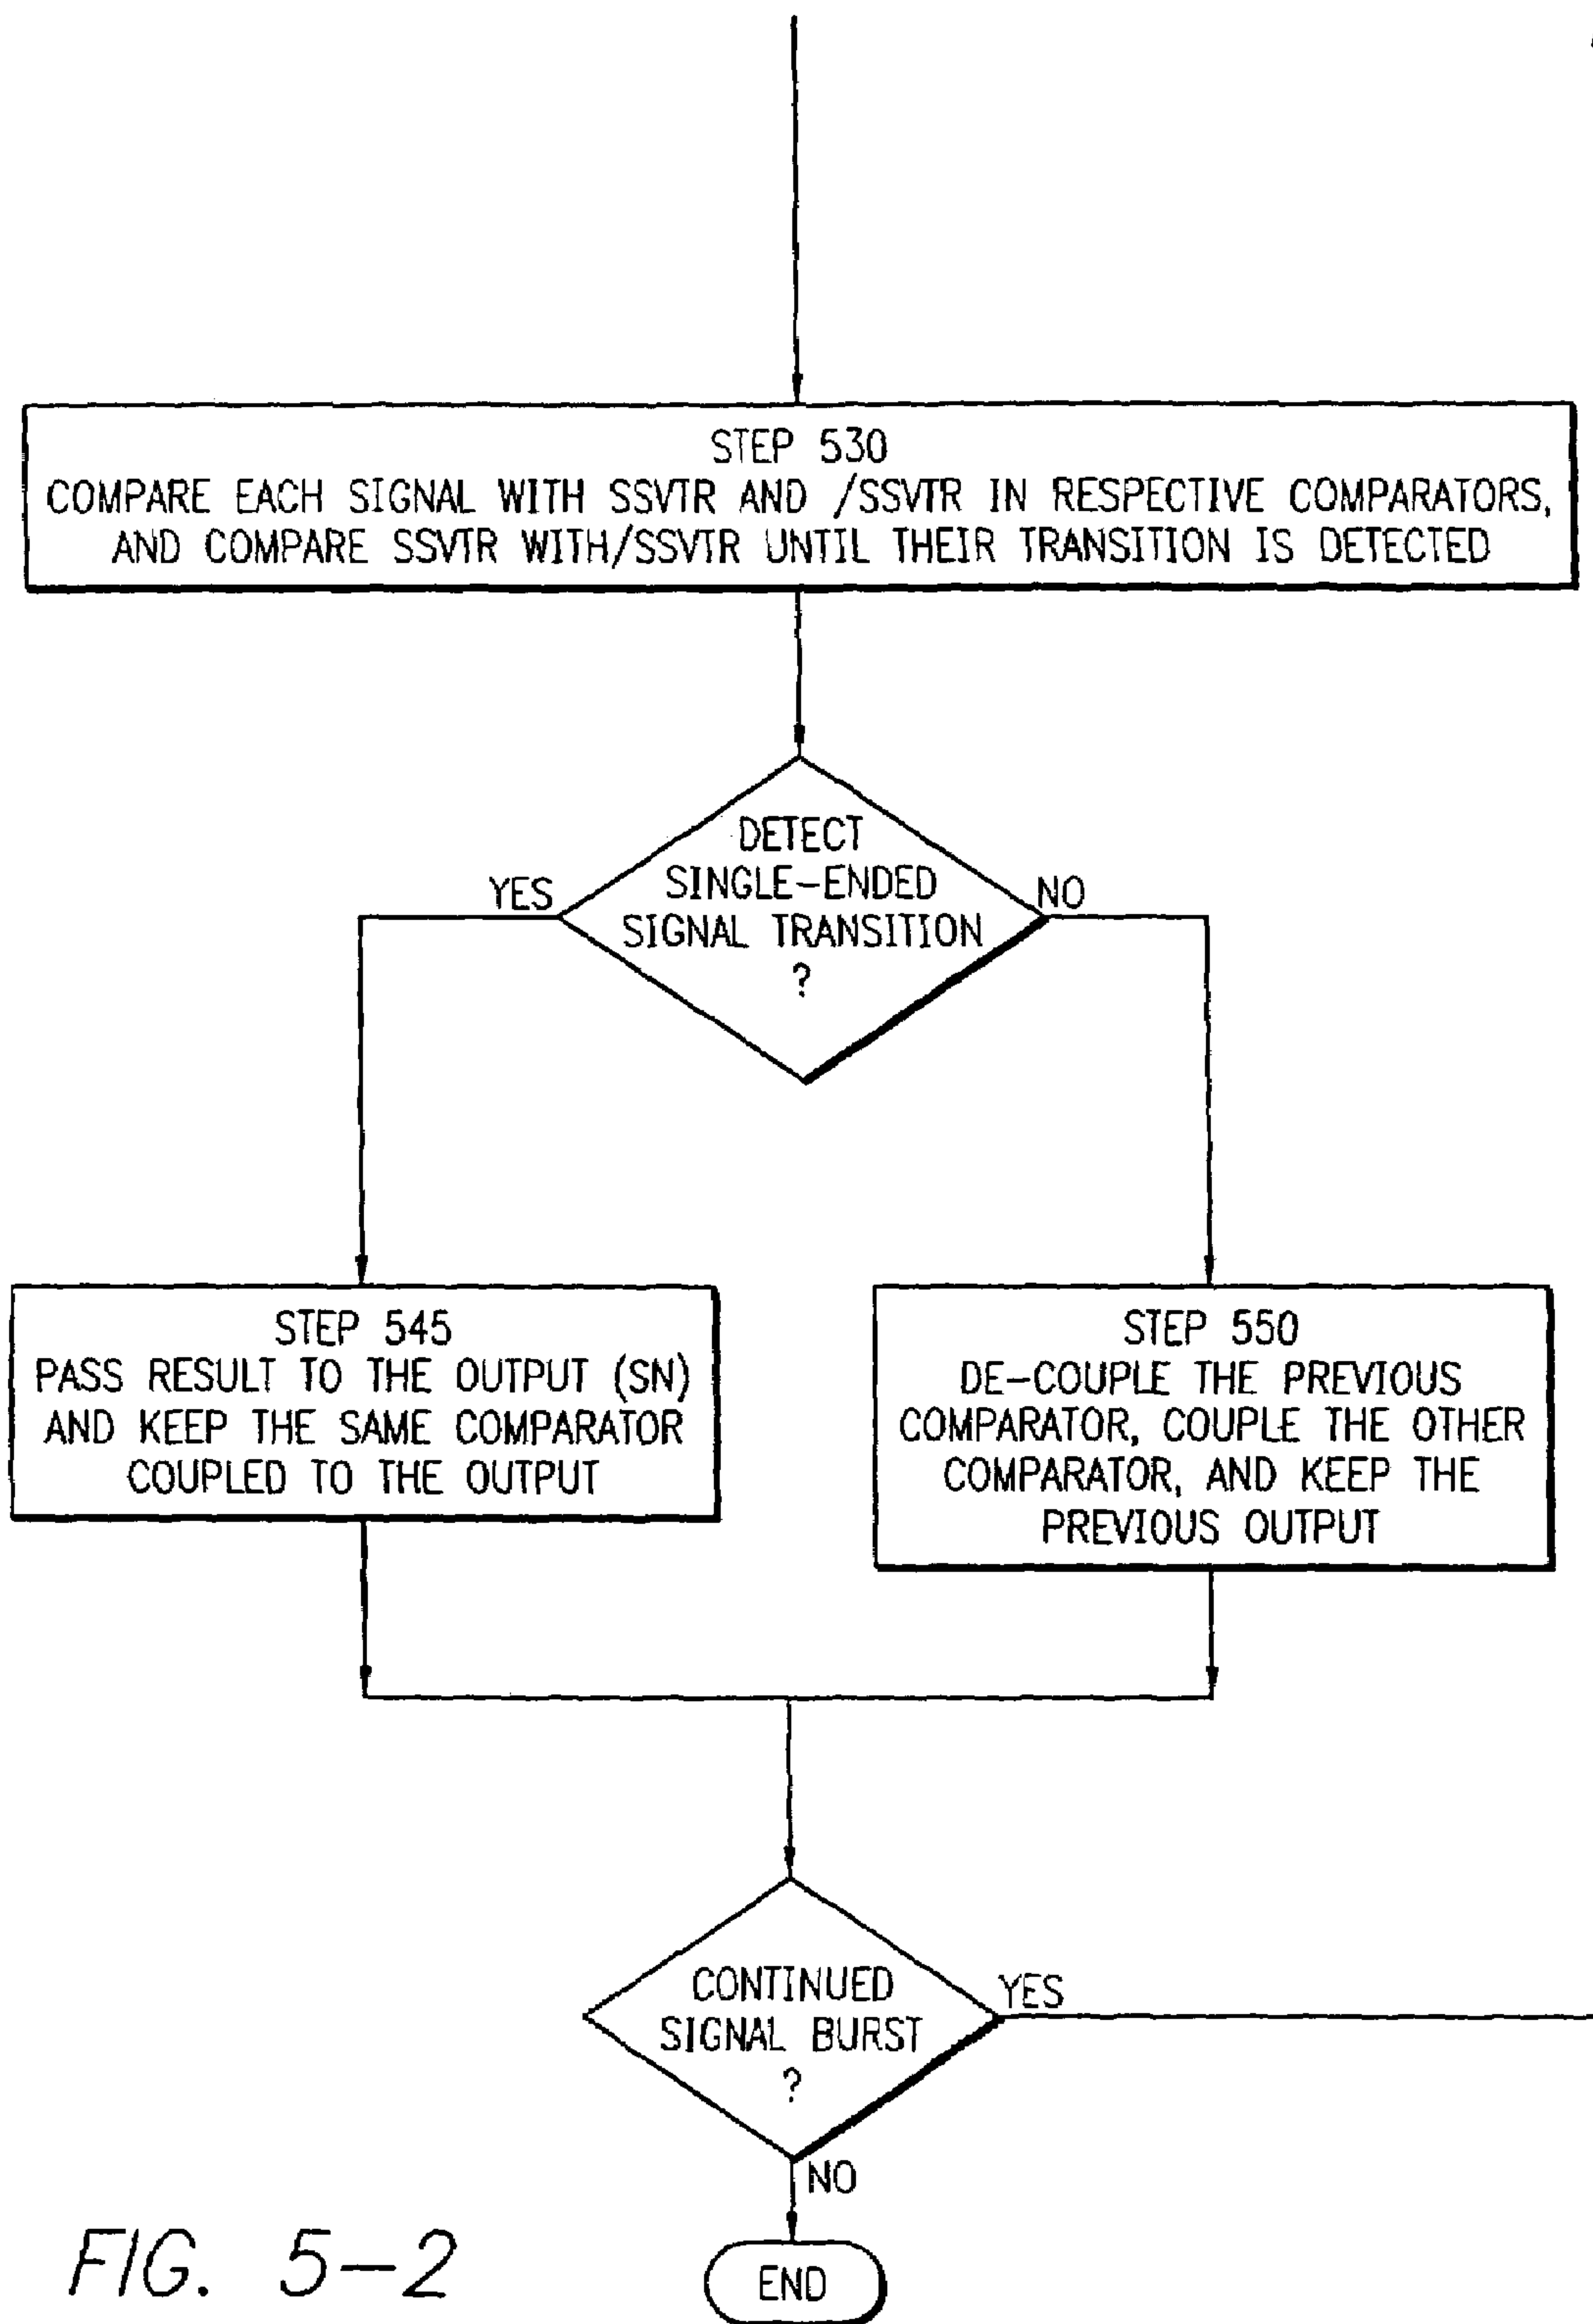 STEP 530
COMPARE EACH SIGNAL WITH SSVTR AND /SSVTR IN RESPECTIVE COMPARATORS,
AND COMPARE SSVTR WITH/SSVTR UNTIL THEIR TRANSITION IS DETECTED
DETECT
SINGLE-ENDED
SIGNAL TRANSITION
?
YES
NO
STEP 545
PASS RESULT TO THE OUTPUT (SN)
AND KEEP THE SAME COMPARATOR
COUPLED TO THE OUTPUT
STEP 550
DE-COUPLE THE PREVIOUS
COMPARATOR, COUPLE THE OTHER
COMPARATOR, AND KEEP THE
PREVIOUS OUTPUT
CONTINUED
SIGNAL BURST
?
YES
NO
END
FIG. 5-2